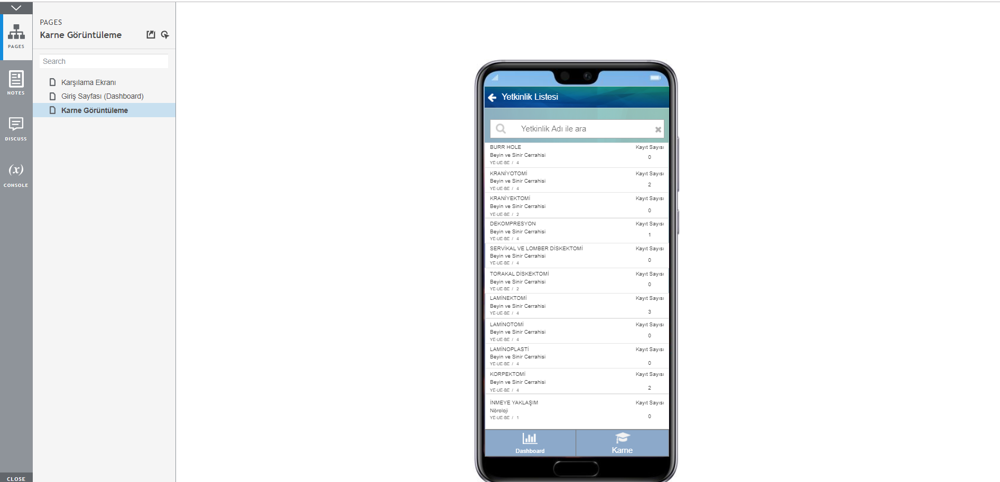 PAGES
Karne Görüntüleme
Search
Karşılama Ekranı
Giriş Sayfası (Dashboard)
Karne Görüntüleme
PAGES
NOTES
DISCUSS
(x)
CONSOLE
CLOSE
Yetkinlik Listesi
Yetkinlik Adı ile ara
BURR HOLE Kayıt Sayısı
Beyin ve Sinir Cerrahisi 0
YE-UE-BE / 4
KRANİYOTOMİ Kayıt Sayısı
Beyin ve Sinir Cerrahisi 2
YE-UE-BE / 4
KRANİYEKTOMİ Kayıt Sayısı
Beyin ve Sinir Cerrahisi 0
YE-UE-BE / 2
DEKOMPRESYON Kayıt Sayısı
Beyin ve Sinir Cerrahisi 1
YE-UE-BE / 4
SERVİKAL VE LOMBER DİSKEKTOMİ Kayıt Sayısı
Beyin ve Sinir Cerrahisi 0
YE-UE-BE / 4
TORAKAL DİSKEKTOMİ Kayıt Sayısı
Beyin ve Sinir Cerrahisi 0
YE-UE-BE / 2
LAMİNEKTOMİ Kayıt Sayısı
Beyin ve Sinir Cerrahisi 3
YE-UE-BE / 4
LAMİNOTOMİ Kayıt Sayısı
Beyin ve Sinir Cerrahisi 0
YE-UE-BE / 4
LAMİNOPLASTİ Kayıt Sayısı
Beyin ve Sinir Cerrahisi 0
YE-UE-BE / 4
KORPEKTOMİ Kayıt Sayısı
Beyin ve Sinir Cerrahisi 2
YE-UE-BE / 4
İNMEYE YAKLAŞIM Kayıt Sayısı
Nöroloji 0
YE-UE-BE / 1
Dashboard Karne